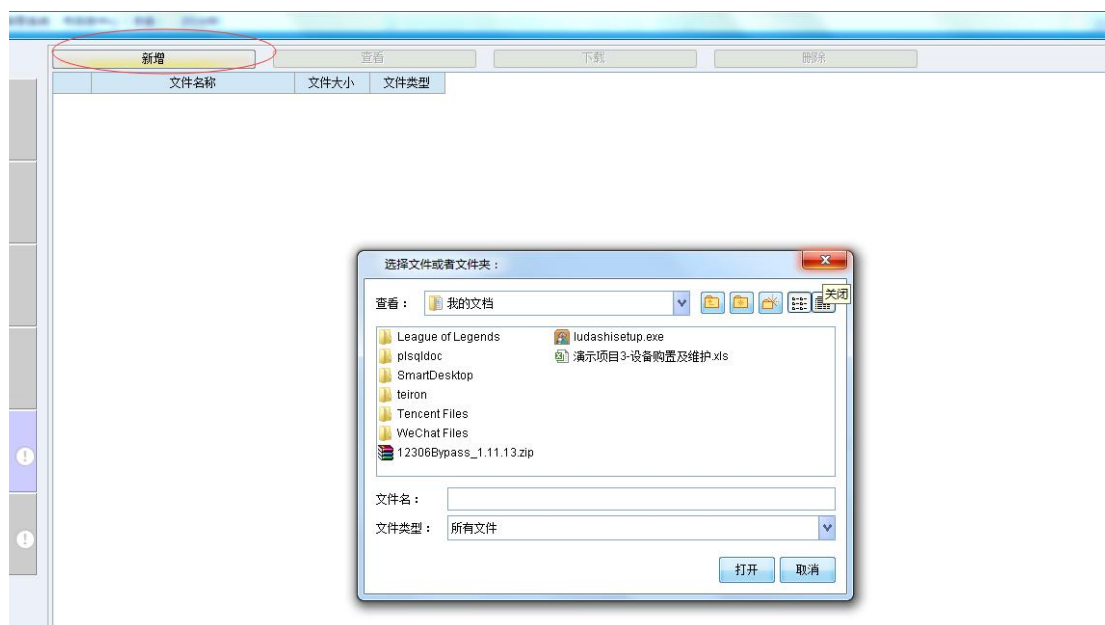 新增 查看 下载 删除
文件名称 文件大小 文件类型
选择文件或者文件夹：
查看： 我的文档
关闭
League of Legends ludashisetup.exe
plsqldoc 演示项目3-设备购置及维护.xls
SmartDesktop
teiron
Tencent Files
WeChat Files
12306Bypass_1.11.13.zip
文件名：
文件类型： 所有文件
打开 取消